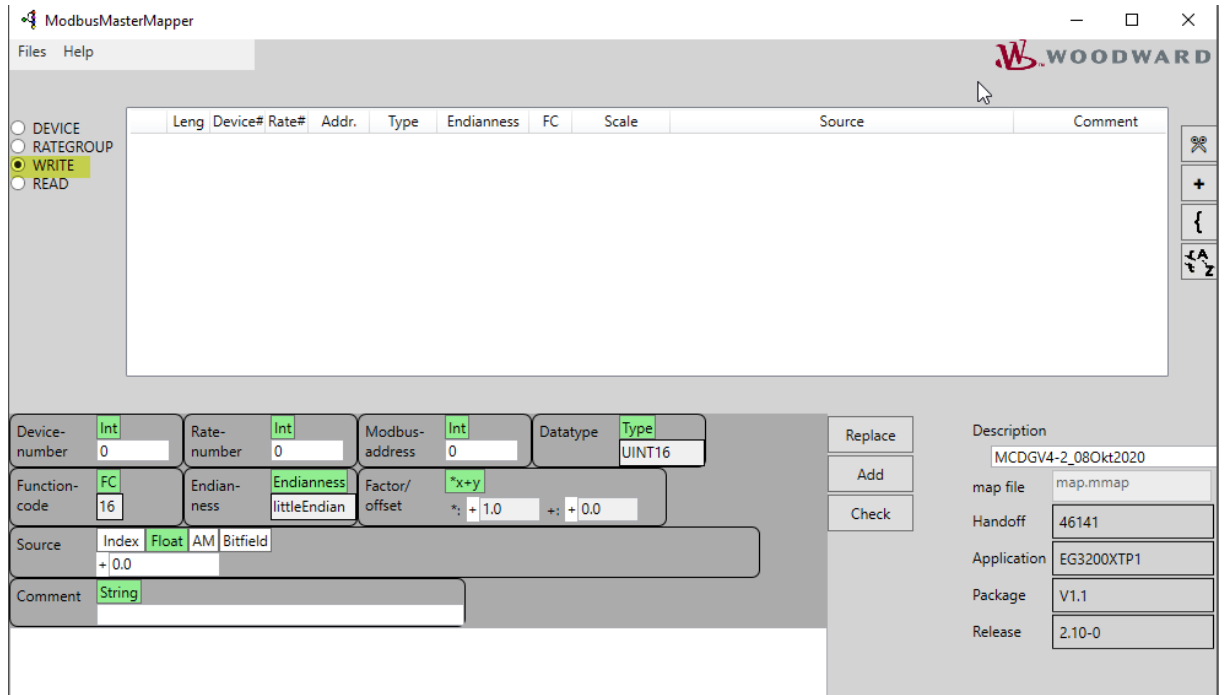 ModbusMasterMapper
Files Help
WOODWARD
DEVICE
RATEGROUP
WRITE
READ
Leng Device# Rate# Addr. Type Endianness FC Scale Source Comment
+
{
A
Z
Device-number Int 0
Rate-number Int 0
Modbus-address Int 0
Datatype Type UINT16
Function-code FC 16
Endian-ness Endianness littleEndian
Factor/offset *x+y *: + 1.0 +: + 0.0
Source Index Float AM Bitfield
+ 0.0
Comment String
Replace
Add
Check
Description
MCDGV4-2_08Okt2020
map file map.mmap
Handoff 46141
Application EG3200XTP1
Package V1.1
Release 2.10-0